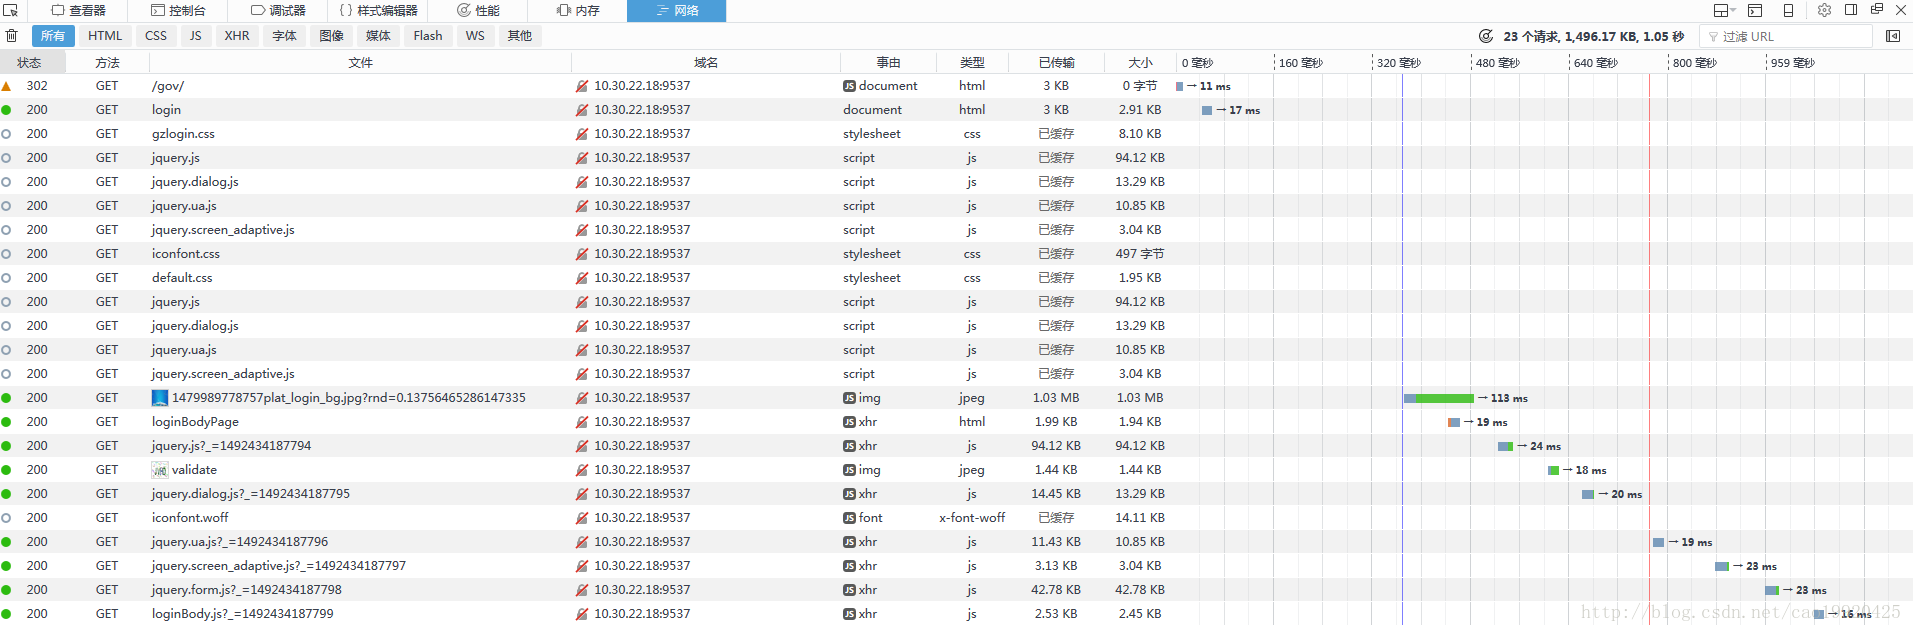 查看器 控制台 调试器 { } 样式编辑器 性能 内存 网络
所有 HTML CSS JS XHR 字体 图像 媒体 Flash WS 其他 23 个请求, 1,496.17 KB, 1.05 秒 过滤 URL
状态 方法 文件 域名 事由 类型 已传输 大小 0 毫秒 160 毫秒 320 毫秒 480 毫秒 640 毫秒 800 毫秒 959 毫秒
302 GET /gov/ 10.30.22.18:9537 JS document html 3 KB 0 字节 → 11 ms
200 GET login 10.30.22.18:9537 document html 3 KB 2.91 KB → 17 ms
200 GET gzlogin.css 10.30.22.18:9537 stylesheet css 已缓存 8.10 KB
200 GET jquery.js 10.30.22.18:9537 script js 已缓存 94.12 KB
200 GET jquery.dialog.js 10.30.22.18:9537 script js 已缓存 13.29 KB
200 GET jquery.ua.js 10.30.22.18:9537 script js 已缓存 10.85 KB
200 GET jquery.screen_adaptive.js 10.30.22.18:9537 script js 已缓存 3.04 KB
200 GET iconfont.css 10.30.22.18:9537 stylesheet css 已缓存 497 字节
200 GET default.css 10.30.22.18:9537 stylesheet css 已缓存 1.95 KB
200 GET jquery.js 10.30.22.18:9537 script js 已缓存 94.12 KB
200 GET jquery.dialog.js 10.30.22.18:9537 script js 已缓存 13.29 KB
200 GET jquery.ua.js 10.30.22.18:9537 script js 已缓存 10.85 KB
200 GET jquery.screen_adaptive.js 10.30.22.18:9537 script js 已缓存 3.04 KB
200 GET 1479989778757plat_login_bg.jpg?rnd=0.13756465286147335 10.30.22.18:9537 JS img jpeg 1.03 MB 1.03 MB → 113 ms
200 GET loginBodyPage 10.30.22.18:9537 JS xhr html 1.99 KB 1.94 KB → 19 ms
200 GET jquery.js?_=1492434187794 10.30.22.18:9537 JS xhr js 94.12 KB 94.12 KB → 24 ms
200 GET validate 10.30.22.18:9537 JS img jpeg 1.44 KB 1.44 KB → 18 ms
200 GET jquery.dialog.js?_=1492434187795 10.30.22.18:9537 JS xhr js 14.45 KB 13.29 KB → 20 ms
200 GET iconfont.woff 10.30.22.18:9537 JS font x-font-woff 已缓存 14.11 KB
200 GET jquery.ua.js?_=1492434187796 10.30.22.18:9537 JS xhr js 11.43 KB 10.85 KB → 19 ms
200 GET jquery.screen_adaptive.js?_=1492434187797 10.30.22.18:9537 JS xhr js 3.13 KB 3.04 KB → 23 ms
200 GET jquery.form.js?_=1492434187798 10.30.22.18:9537 JS xhr js 42.78 KB 42.78 KB → 23 ms
200 GET loginBody.js?_=1492434187799 10.30.22.18:9537 JS xhr js 2.53 KB 2.45 KB → 16 ms